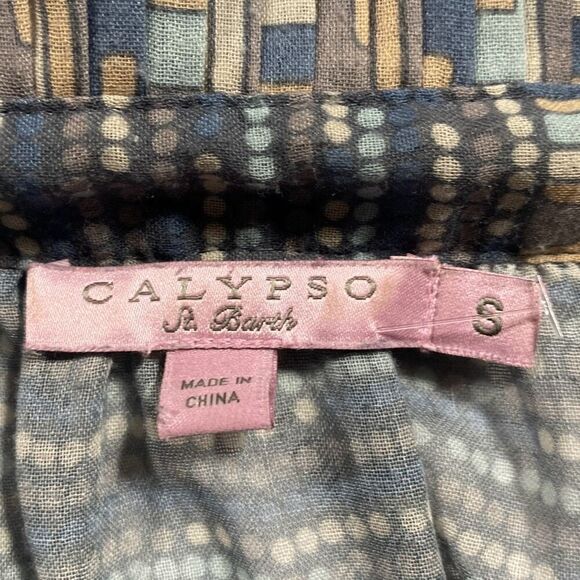 CALYPSO
St. Barth
S
MADE IN
CHINA